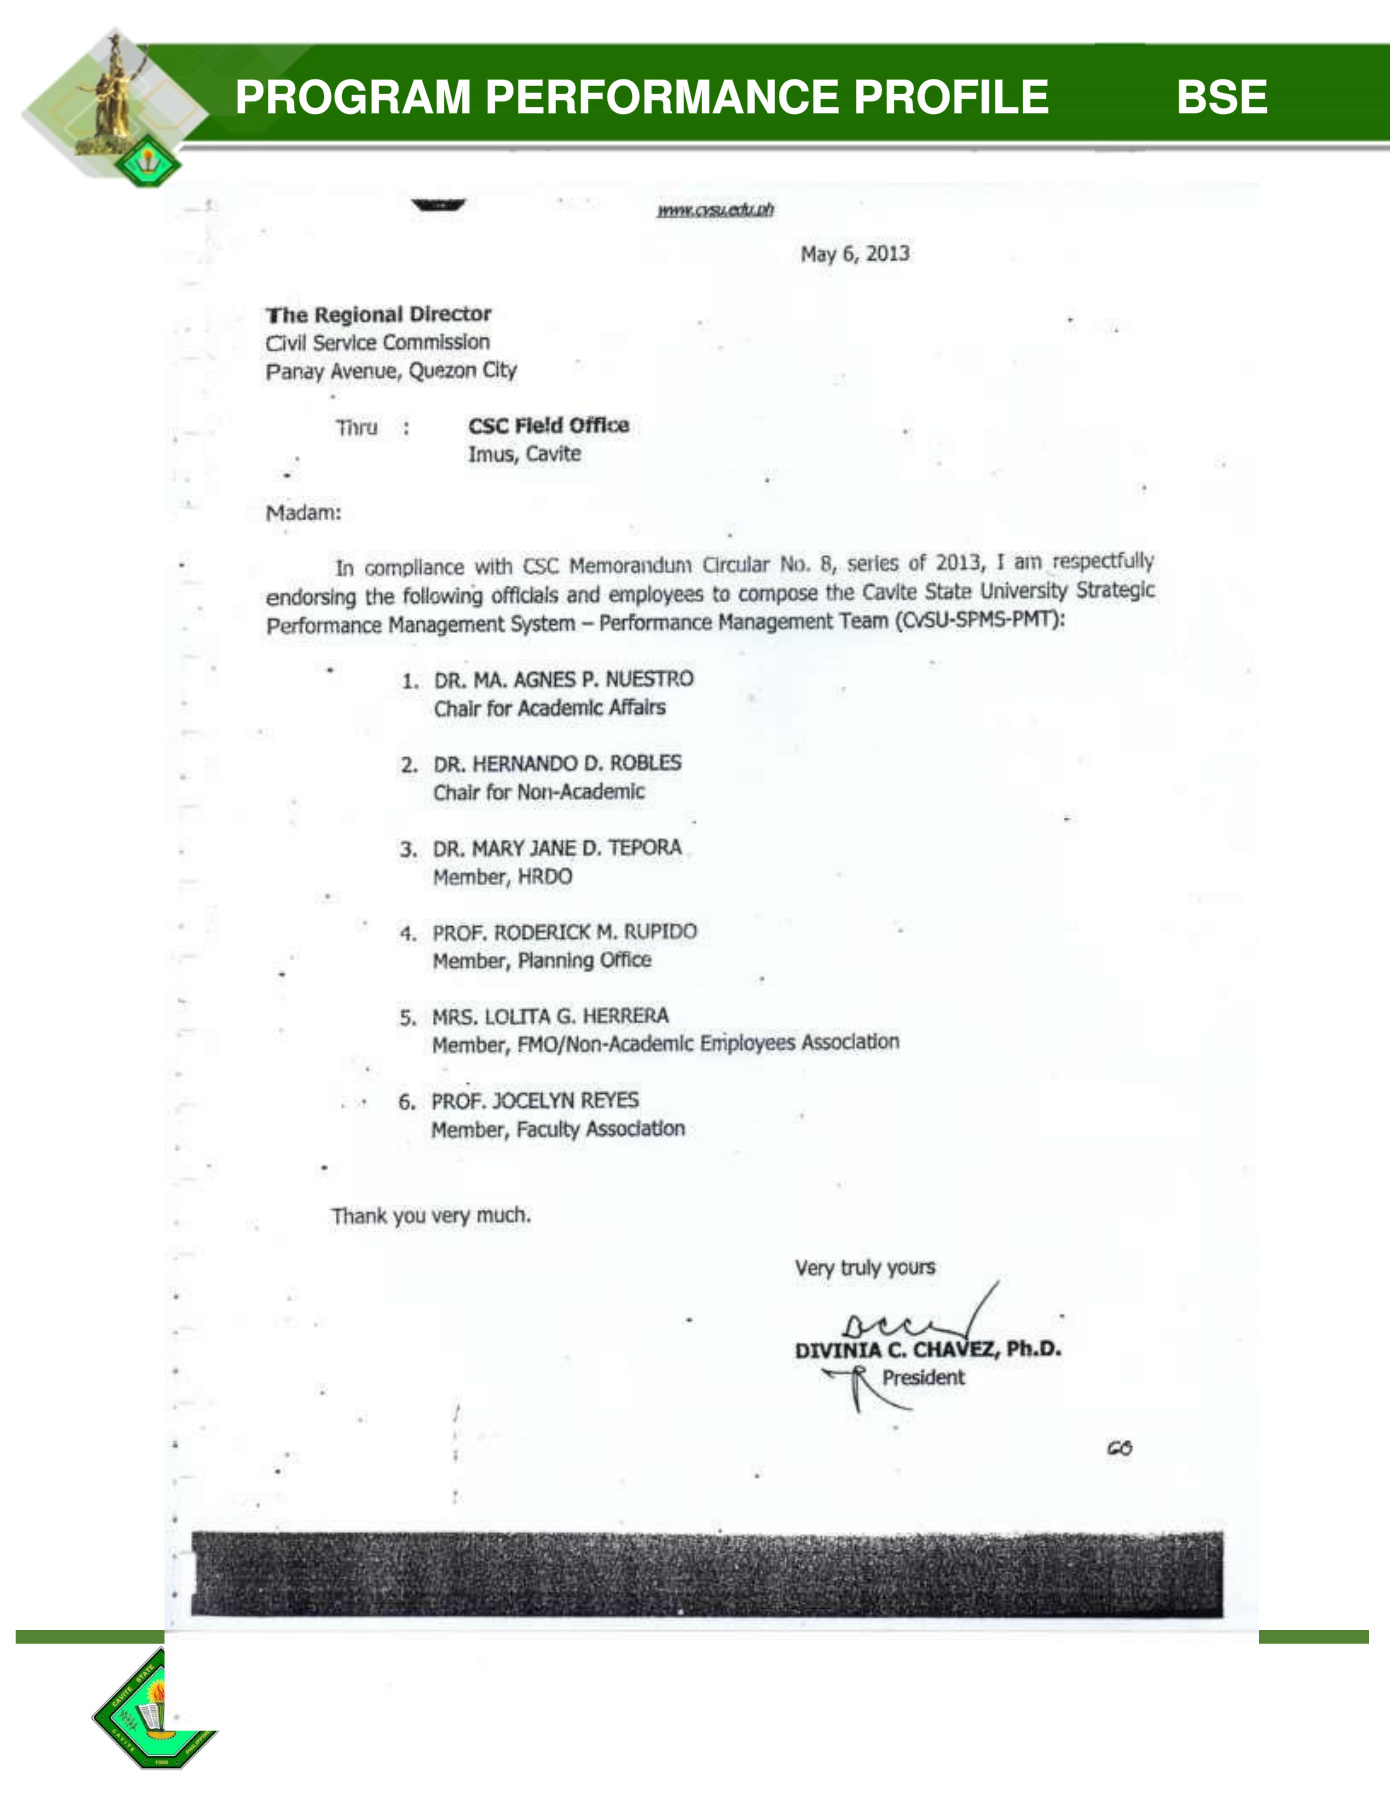 PROGRAM PERFORMANCE PROFILE BSE
www.cvsu.edu.ph
May 6, 2013
The Regional Director
Civil Service Commission
Panay Avenue, Quezon City
Thru : CSC Field Office
Imus, Cavite
Madam:
In compliance with CSC Memorandum Circular No. 8, series of 2013, I am respectfully
endorsing the following officials and employees to compose the Cavite State University Strategic
Performance Management System – Performance Management Team (CvSU-SPMS-PMT):
1. DR. MA. AGNES P. NUESTRO
Chair for Academic Affairs
2. DR. HERNANDO D. ROBLES
Chair for Non-Academic
3. DR. MARY JANE D. TEPORA
Member, HRDO
4. PROF. RODERICK M. RUPIDO
Member, Planning Office
5. MRS. LOLITA G. HERRERA
Member, FMO/Non-Academic Employees Association
6. PROF. JOCELYN REYES
Member, Faculty Association
Thank you very much.
Very truly yours
DIVINIA C. CHAVEZ, Ph.D.
President
CAVITE STATE
CAVITE
1906